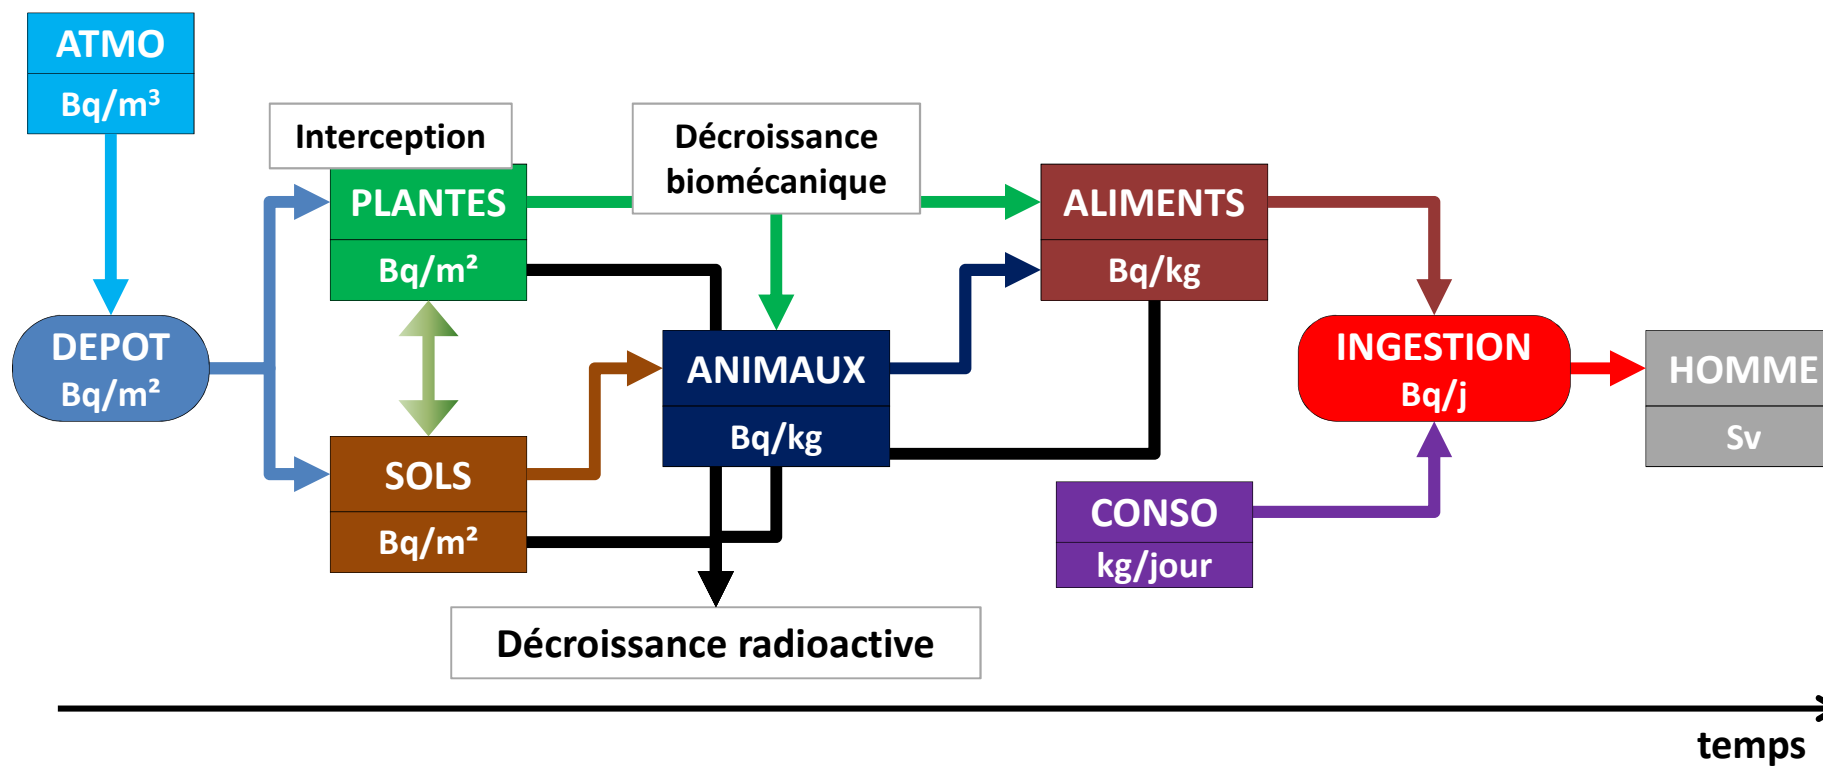 ATMO
Bq/m³
Interception
Décroissance
biomécanique
PLANTES
Bq/m²
ALIMENTS
Bq/kg
DEPOT
Bq/m²
ANIMAUX
Bq/kg
INGESTION
Bq/j
HOMME
Sv
SOLS
Bq/m²
CONSO
kg/jour
Décroissance radioactive
temps